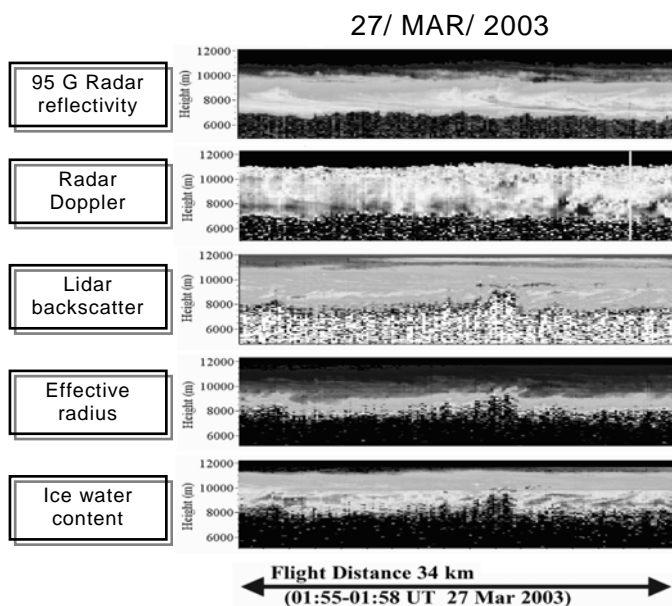 27/ MAR/ 2003
95 G Radar
reflectivity
Height (m)
12000
10000
8000
6000
Radar
Doppler
Height (m)
12000
10000
8000
6000
Lidar
backscatter
Height (m)
12000
10000
8000
6000
Effective
radius
Height (m)
12000
10000
8000
6000
Ice water
content
Height (m)
12000
10000
8000
6000
Flight Distance 34 km
(01:55-01:58 UT 27 Mar 2003)